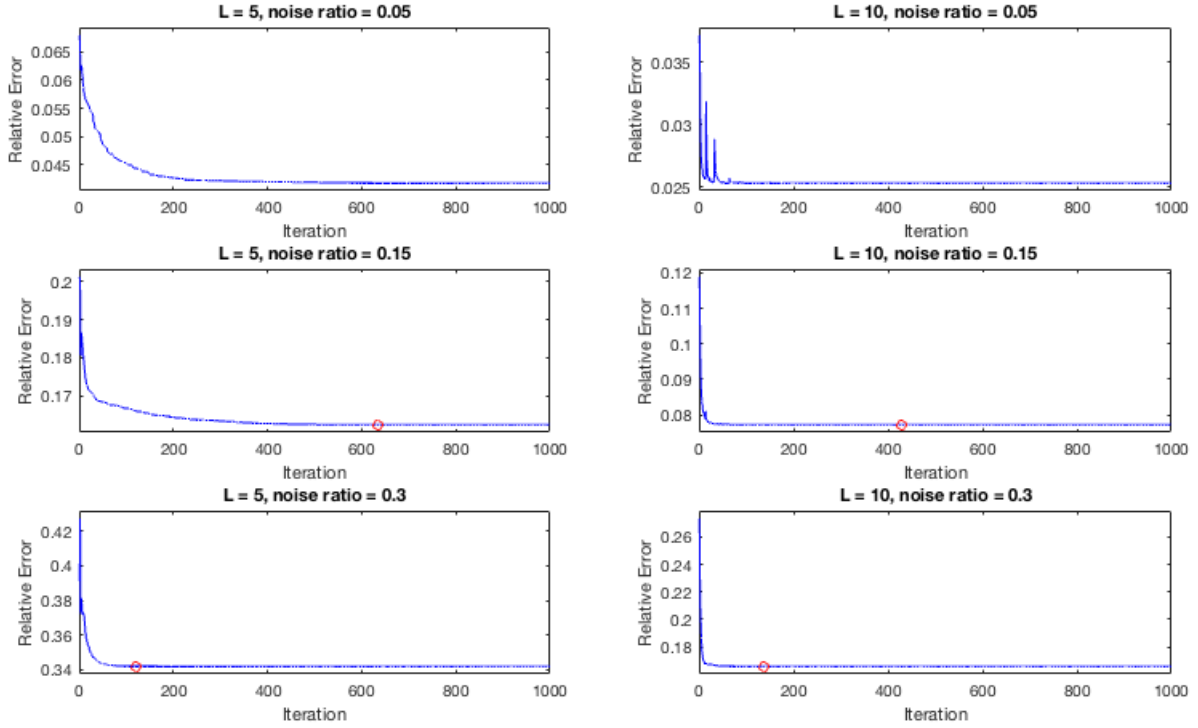 L = 5, noise ratio = 0.05
Relative Error
0.065
0.06
0.055
0.05
0.045
0 200 400 600 800 1000
Iteration
L = 10, noise ratio = 0.05
Relative Error
0.035
0.03
0.025
0 200 400 600 800 1000
Iteration
L = 5, noise ratio = 0.15
Relative Error
0.2
0.19
0.18
0.17
0 200 400 600 800 1000
Iteration
L = 10, noise ratio = 0.15
Relative Error
0.12
0.11
0.1
0.09
0.08
0 200 400 600 800 1000
Iteration
L = 5, noise ratio = 0.3
Relative Error
0.42
0.4
0.38
0.36
0.34
0 200 400 600 800 1000
Iteration
L = 10, noise ratio = 0.3
Relative Error
0.26
0.24
0.22
0.2
0.18
0 200 400 600 800 1000
Iteration